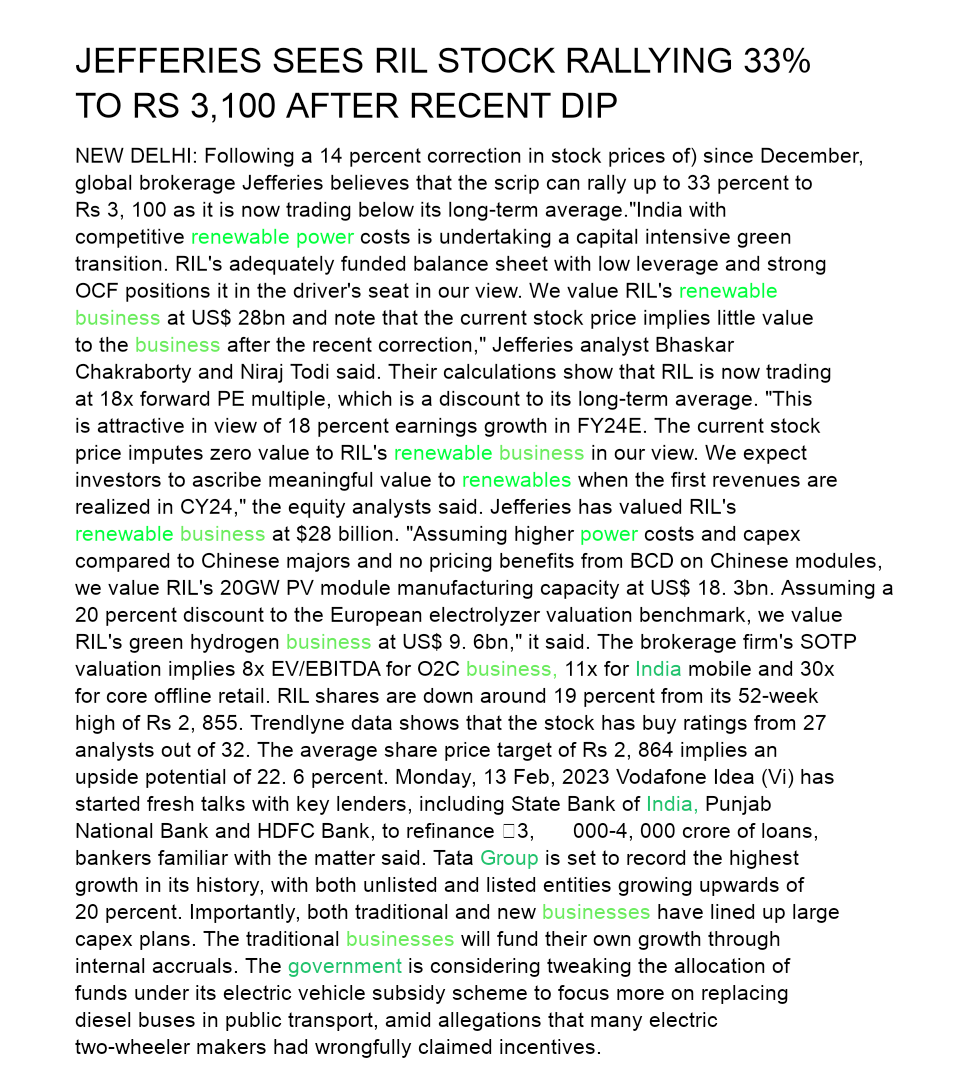 JEFFERIES SEES RIL STOCK RALLYING 33%
TO RS 3,100 AFTER RECENT DIP
NEW DELHI: Following a 14 percent correction in stock prices of) since December,
global brokerage Jefferies believes that the scrip can rally up to 33 percent to
Rs 3, 100 as it is now trading below its long-term average."India with
competitive renewable power costs is undertaking a capital intensive green
transition. RIL's adequately funded balance sheet with low leverage and strong
OCF positions it in the driver's seat in our view. We value RIL's renewable
business at US$ 28bn and note that the current stock price implies little value
to the business after the recent correction," Jefferies analyst Bhaskar
Chakraborty and Niraj Todi said. Their calculations show that RIL is now trading
at 18x forward PE multiple, which is a discount to its long-term average. "This
is attractive in view of 18 percent earnings growth in FY24E. The current stock
price imputes zero value to RIL's renewable business in our view. We expect
investors to ascribe meaningful value to renewables when the first revenues are
realized in CY24," the equity analysts said. Jefferies has valued RIL's
renewable business at $28 billion. "Assuming higher power costs and capex
compared to Chinese majors and no pricing benefits from BCD on Chinese modules,
we value RIL's 20GW PV module manufacturing capacity at US$ 18. 3bn. Assuming a
20 percent discount to the European electrolyzer valuation benchmark, we value
RIL's green hydrogen business at US$ 9. 6bn," it said. The brokerage firm's SOTP
valuation implies 8x EV/EBITDA for O2C business, 11x for India mobile and 30x
for core offline retail. RIL shares are down around 19 percent from its 52-week
high of Rs 2, 855. Trendlyne data shows that the stock has buy ratings from 27
analysts out of 32. The average share price target of Rs 2, 864 implies an
upside potential of 22. 6 percent. Monday, 13 Feb, 2023 Vodafone Idea (Vi) has
started fresh talks with key lenders, including State Bank of India, Punjab
National Bank and HDFC Bank, to refinance □3, 000-4, 000 crore of loans,
bankers familiar with the matter said. Tata Group is set to record the highest
growth in its history, with both unlisted and listed entities growing upwards of
20 percent. Importantly, both traditional and new businesses have lined up large
capex plans. The traditional businesses will fund their own growth through
internal accruals. The government is considering tweaking the allocation of
funds under its electric vehicle subsidy scheme to focus more on replacing
diesel buses in public transport, amid allegations that many electric
two-wheeler makers had wrongfully claimed incentives.